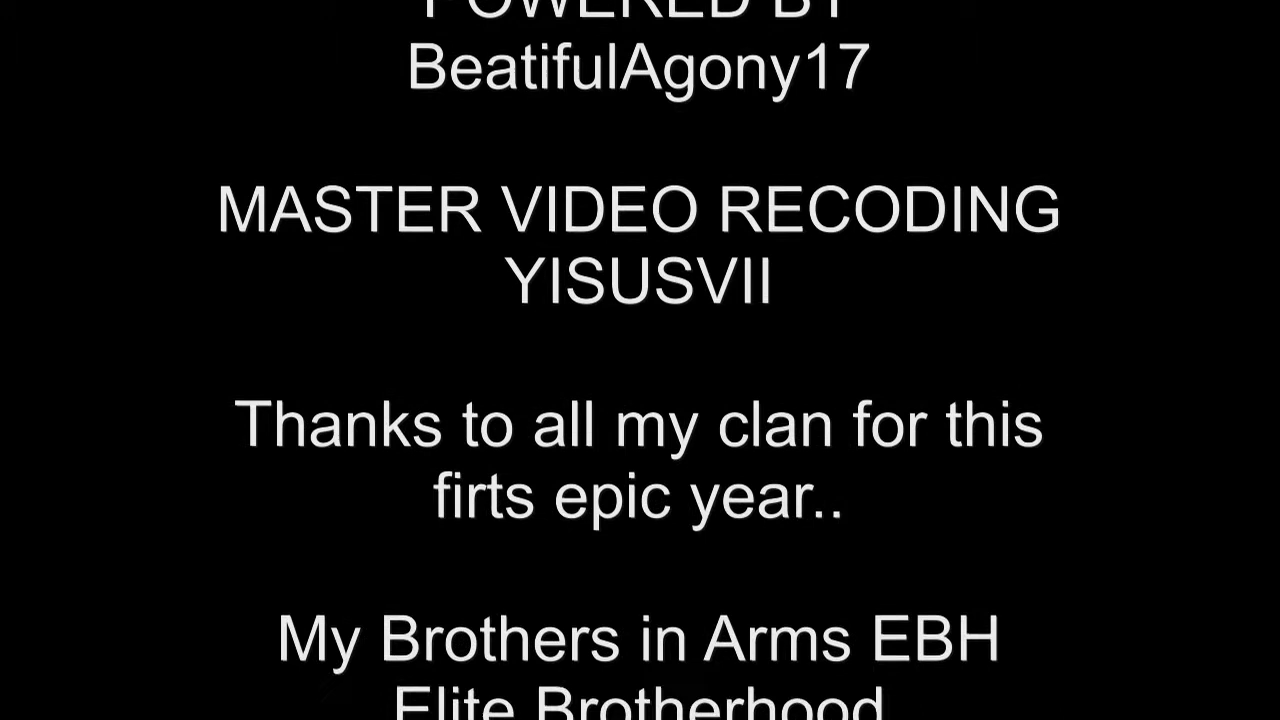 POWERED BY
BeatifulAgony17
MASTER VIDEO RECODING
YISUSVII
Thanks to all my clan for this
firts epic year..
My Brothers in Arms EBH
Elite Brotherhood